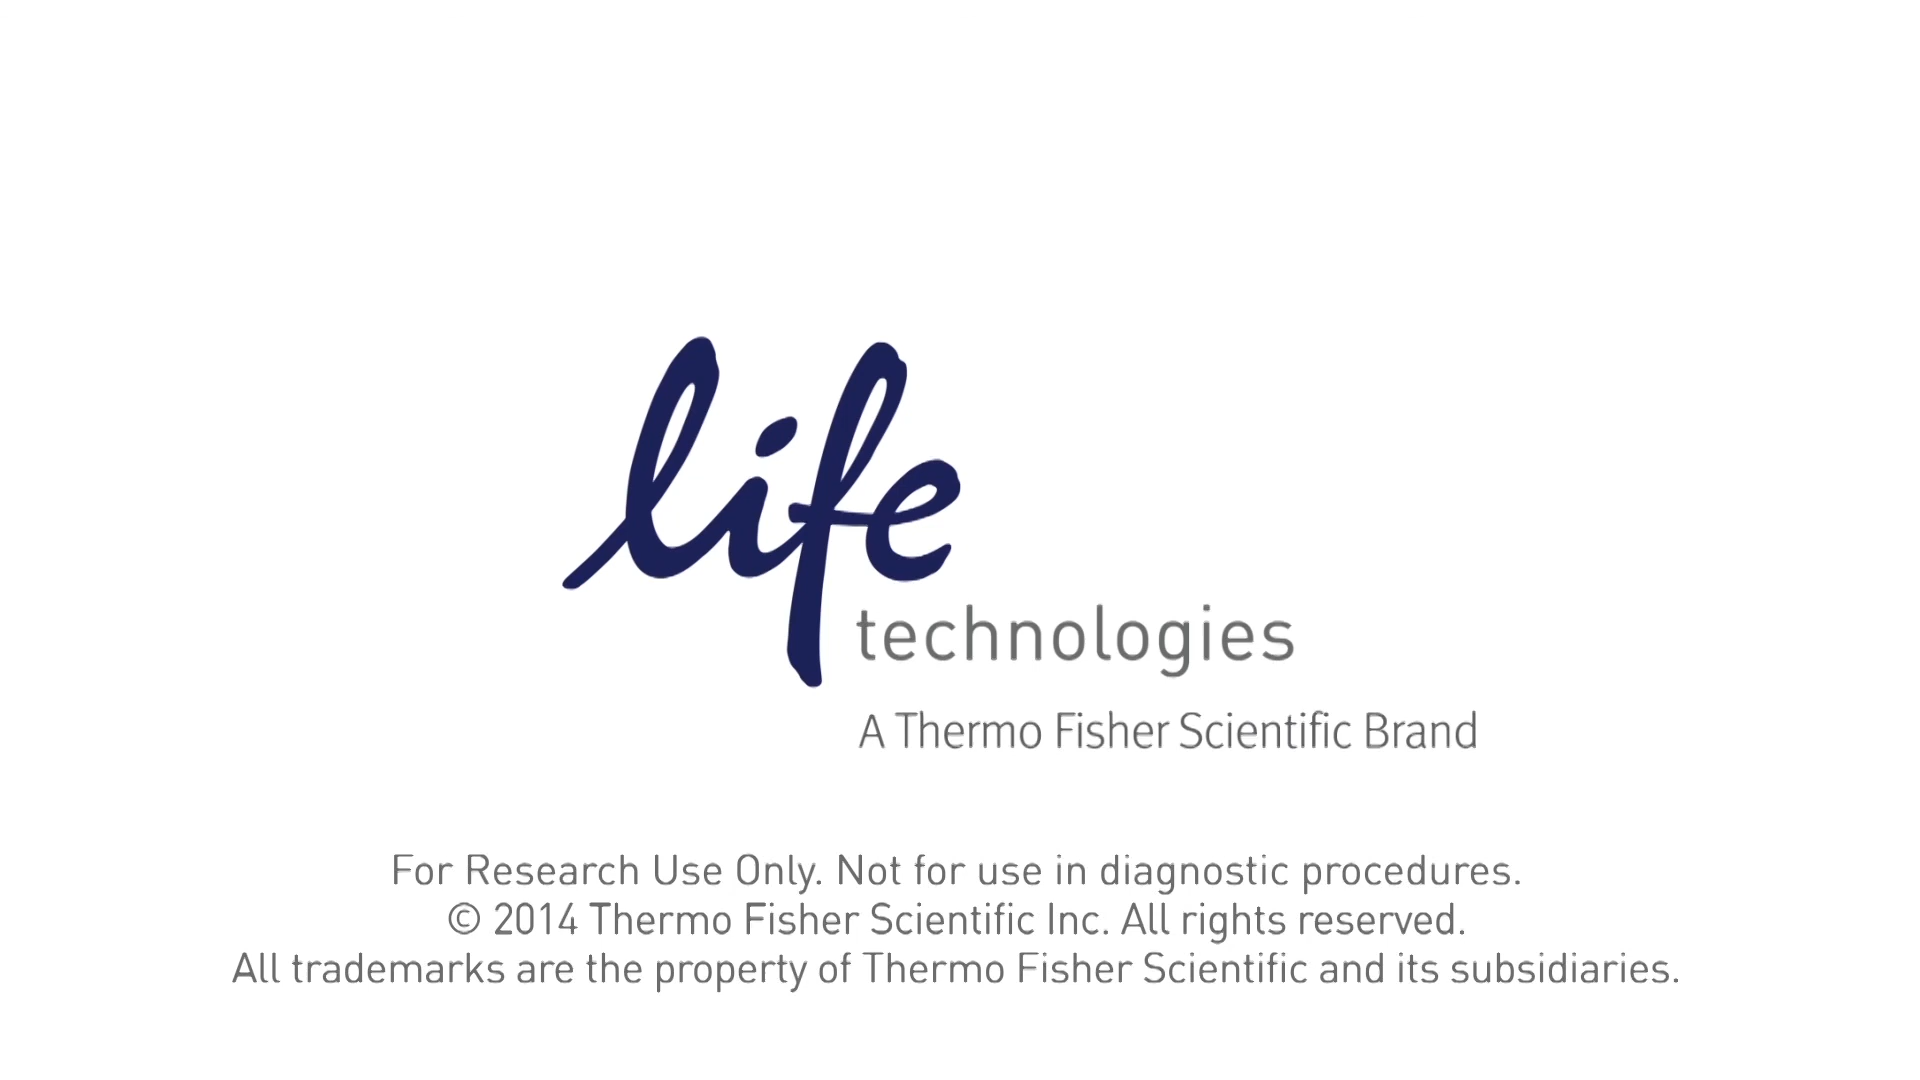 life
technologies
A Thermo Fisher Scientific Brand
For Research Use Only. Not for use in diagnostic procedures.
© 2014 Thermo Fisher Scientific Inc. All rights reserved.
All trademarks are the property of Thermo Fisher Scientific and its subsidiaries.